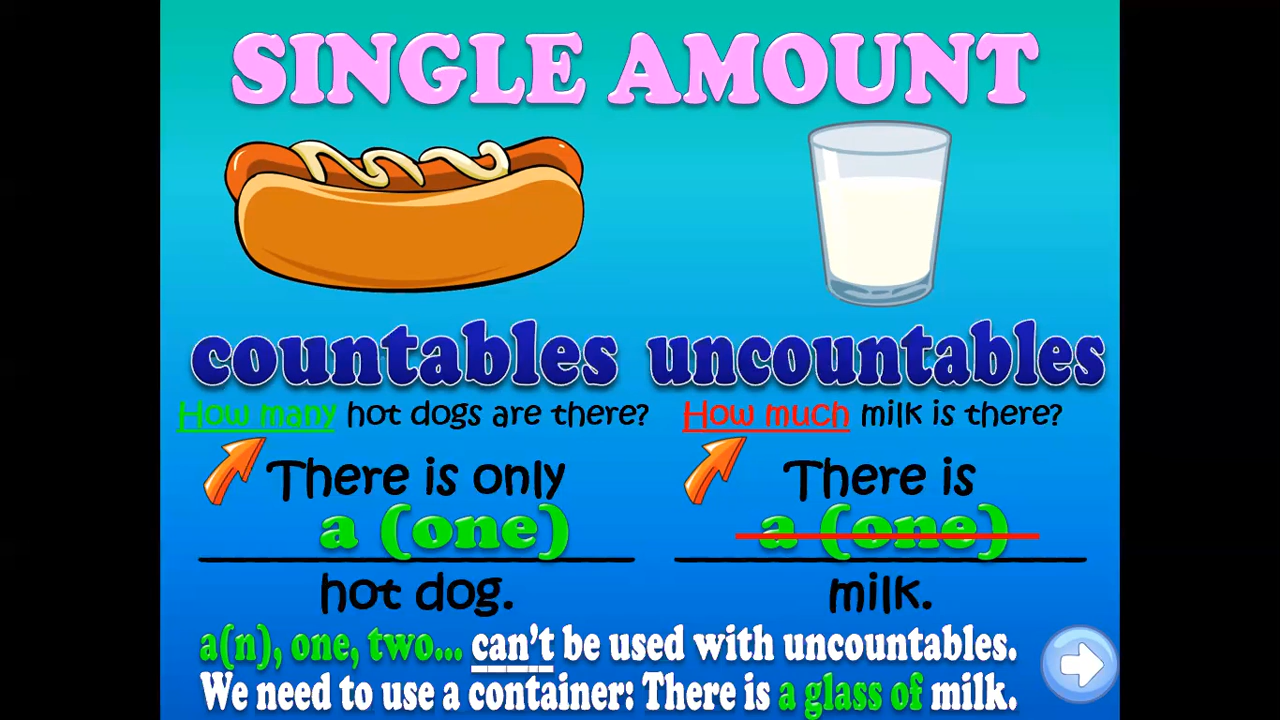 SINGLE AMOUNT
countables
How many hot dogs are there?
There is only
a (one)
hot dog.
uncountables
How much milk is there?
There is
a (one)
milk.
a(n), one, two... can't be used with uncountables.
We need to use a container: There is a glass of milk.